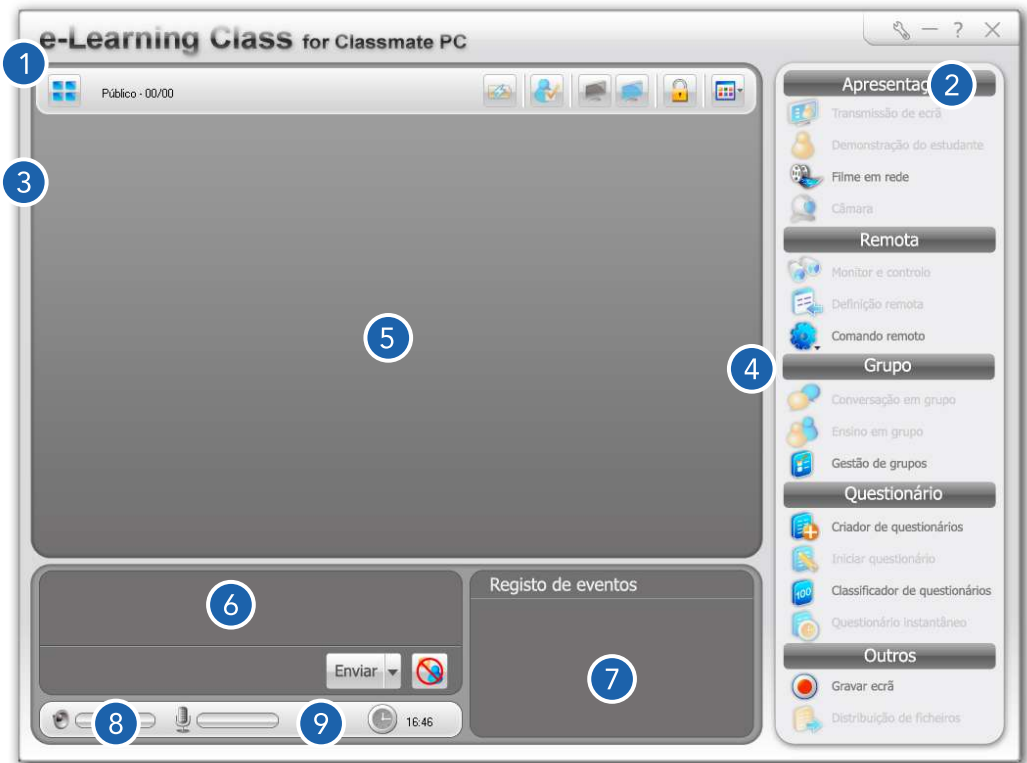 e-Learning Class for Classmate PC
?
1
Público - 00/00
2
3
Transmissão de ecrã
Demonstração do estudante
Filme em rede
Câmara
Remota
Monitor e controlo
Definição remota
Comando remoto
5
4
Grupo
Conversação em grupo
Ensino em grupo
Gestão de grupos
Questionário
Criador de questionários
Iniciar questionário
100
Classificador de questionários
Questionário instantâneo
Outros
Gravar ecrã
Distribuição de ficheiros
6
Enviar
Registo de eventos
7
8
9
16:46